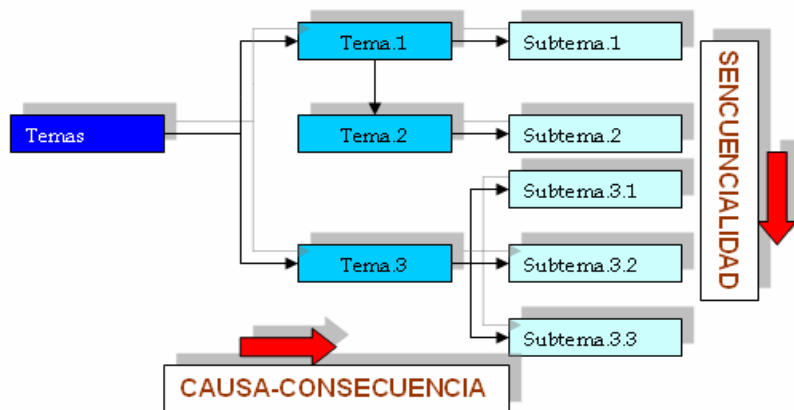 Tema.1
Subtema.1
Temas
Tema.2
Subtema.2
Subtema.3.1
Tema.3
Subtema.3.2
Subtema.3.3
SENCUENCIALIDAD
CAUSA-CONSECUENCIA